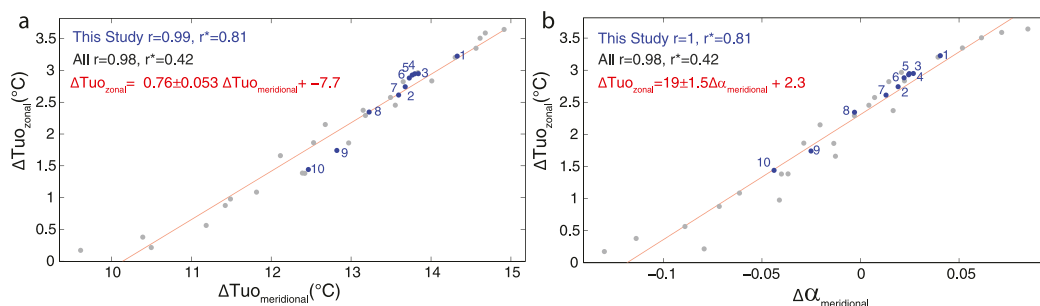 a
This Study r=0.99, r*=0.81
All r=0.98, r*=0.42
ΔTuo_zonal= 0.76±0.053 ΔTuo_meridional+ −7.7
ΔTuo_zonal(°C)
3.5
3
2.5
2
1.5
1
0.5
0
1
2
3
5 4
6
7
8
9
10
10 11 12 13 14 15
ΔTuo_meridional(°C)
b
This Study r=1, r*=0.81
All r=0.98, r*=0.42
ΔTuo_zonal=19±1.5Δα_meridional + 2.3
ΔTuo_zonal(°C)
3.5
3
2.5
2
1.5
1
0.5
0
1
5 3
6 4
7 2
8
9
10
−0.1 −0.05 0 0.05
Δα_meridional